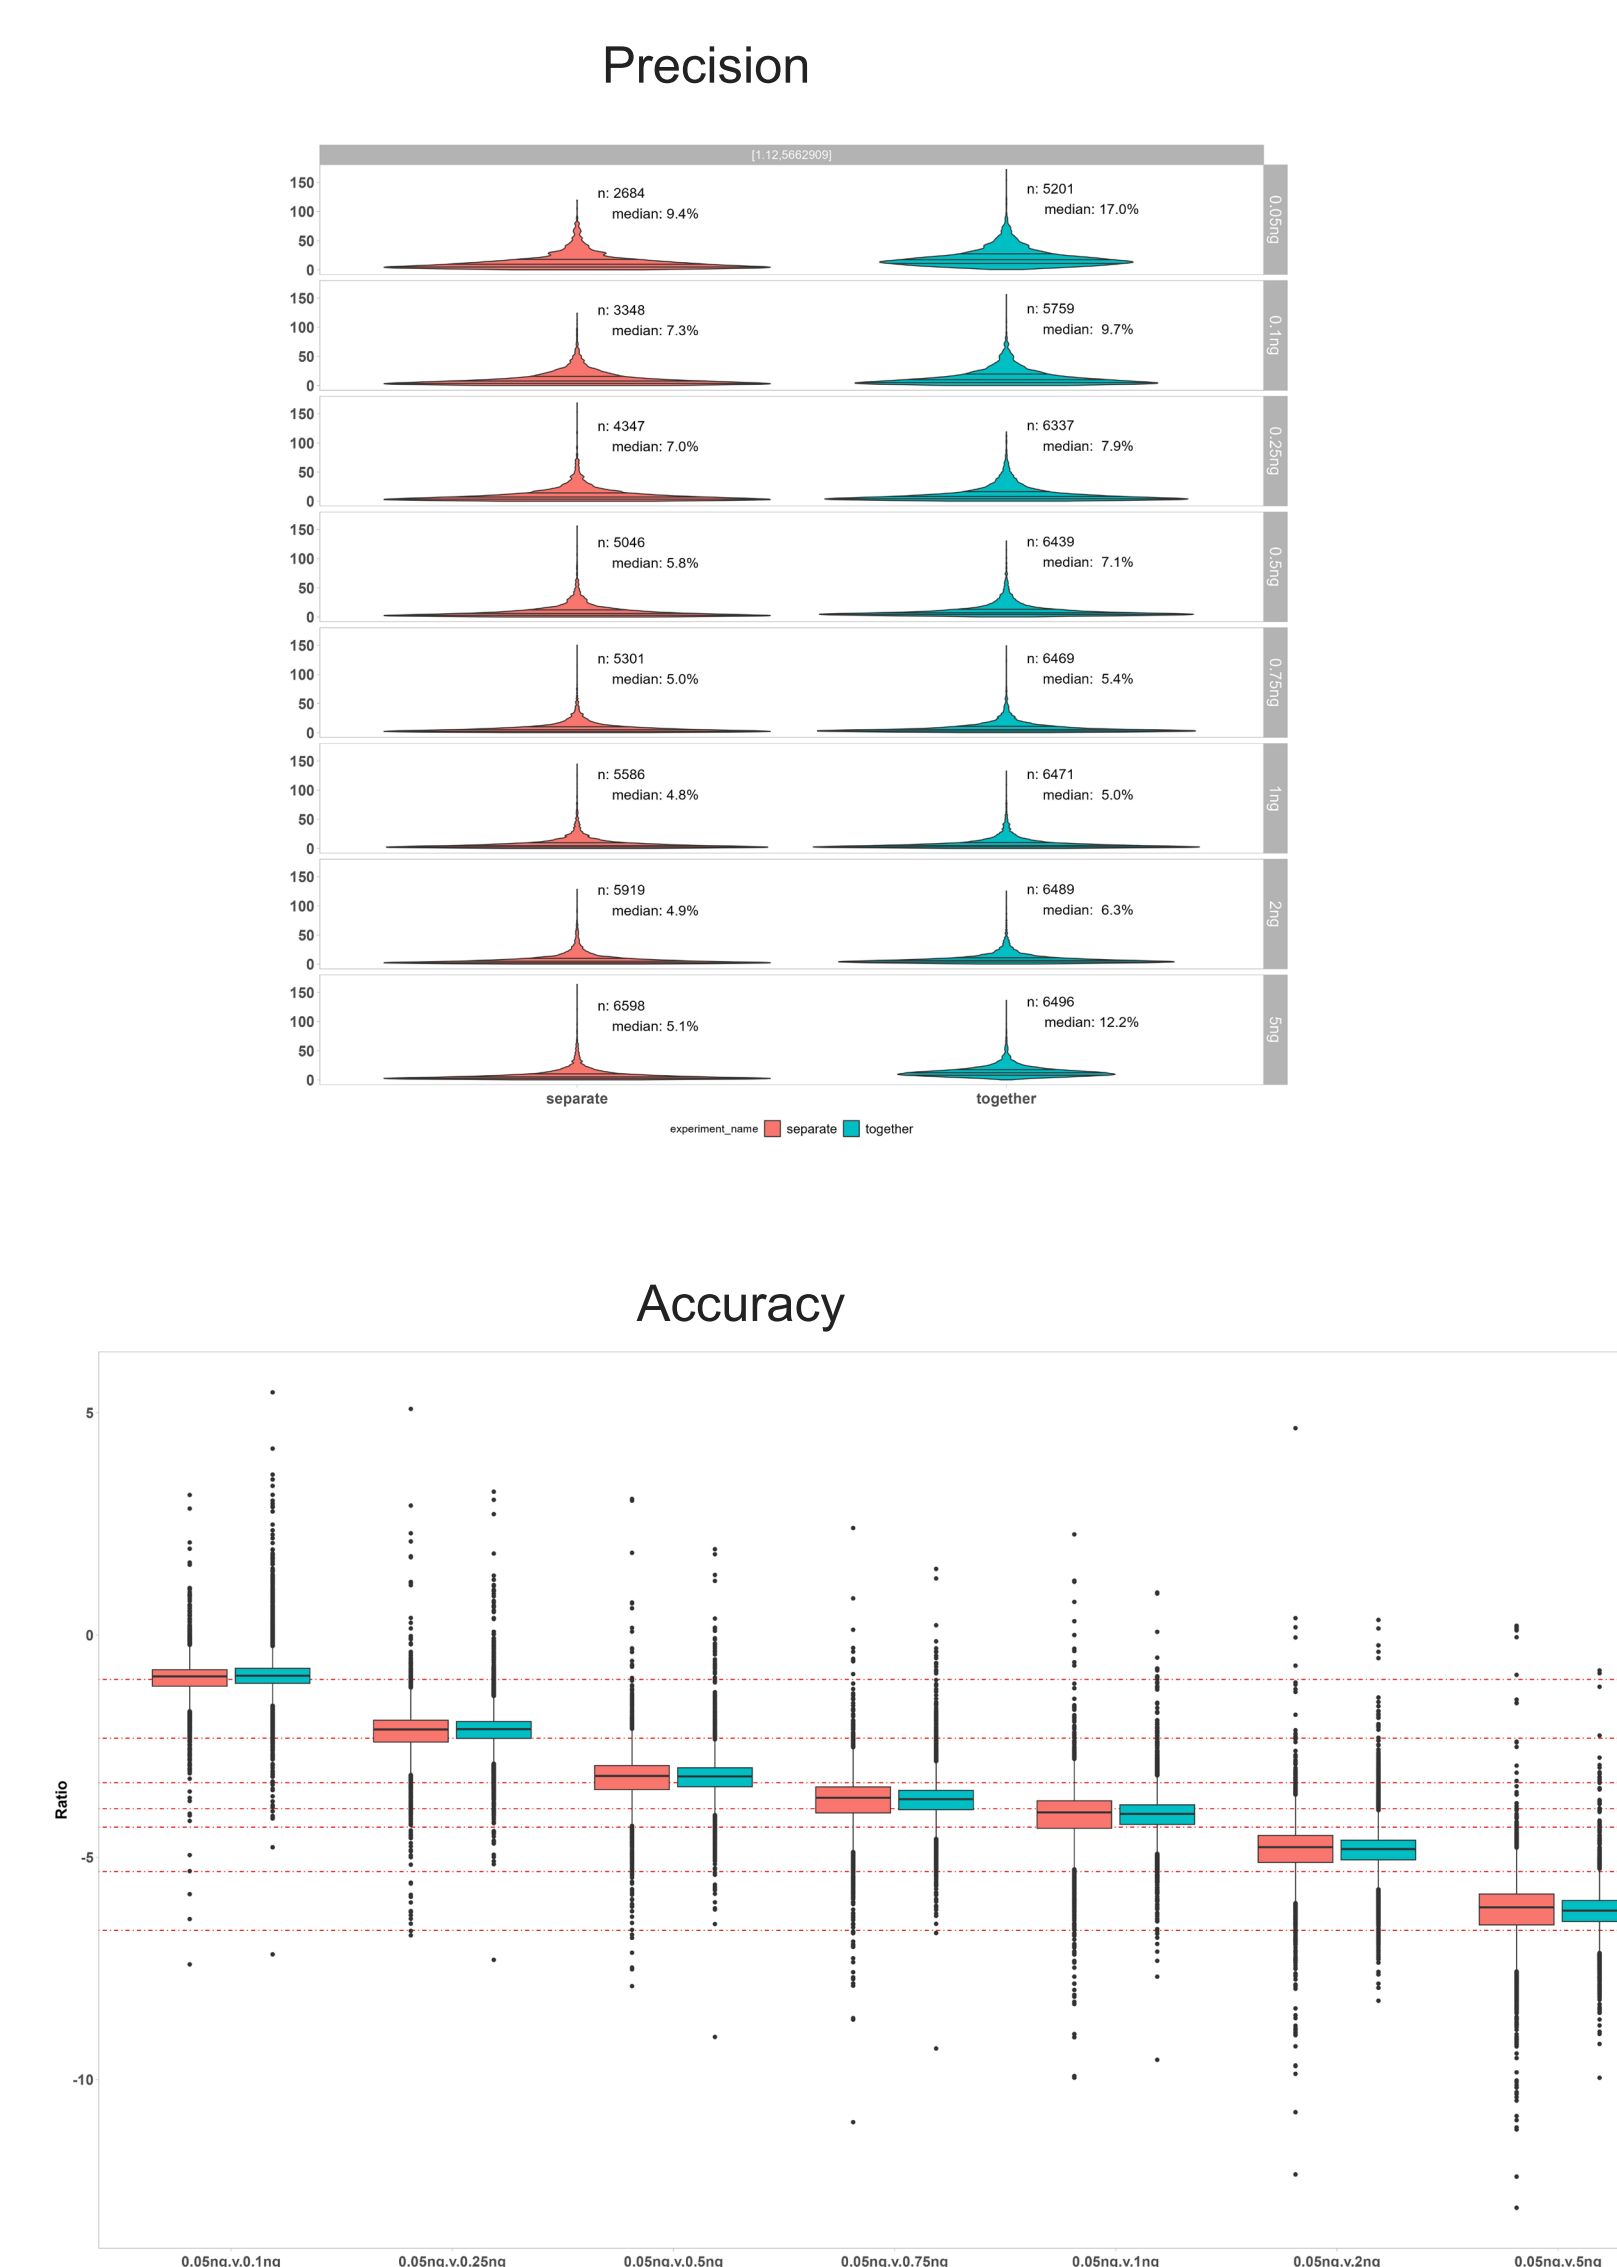 Precision
[1.12,5662909]
150
100
50
0
n: 2684
median: 9.4%
n: 5201
median: 17.0%
0.05ng
150
100
50
0
n: 3348
median: 7.3%
n: 5759
median: 9.7%
0.1ng
150
100
50
0
n: 4347
median: 7.0%
n: 6337
median: 7.9%
0.25ng
150
100
50
0
n: 5046
median: 5.8%
n: 6439
median: 7.1%
0.5ng
150
100
50
0
n: 5301
median: 5.0%
n: 6469
median: 5.4%
0.75ng
150
100
50
0
n: 5586
median: 4.8%
n: 6471
median: 5.0%
1ng
150
100
50
0
n: 5919
median: 4.9%
n: 6489
median: 6.3%
2ng
150
100
50
0
n: 6598
median: 5.1%
n: 6496
median: 12.2%
5ng
separate together
experiment_name separate together
Accuracy
Ratio
5
0
-5
-10
0.05ng.v.0.1ng 0.05ng.v.0.25ng 0.05ng.v.0.5ng 0.05ng.v.0.75ng 0.05ng.v.1ng 0.05ng.v.2ng 0.05ng.v.5ng